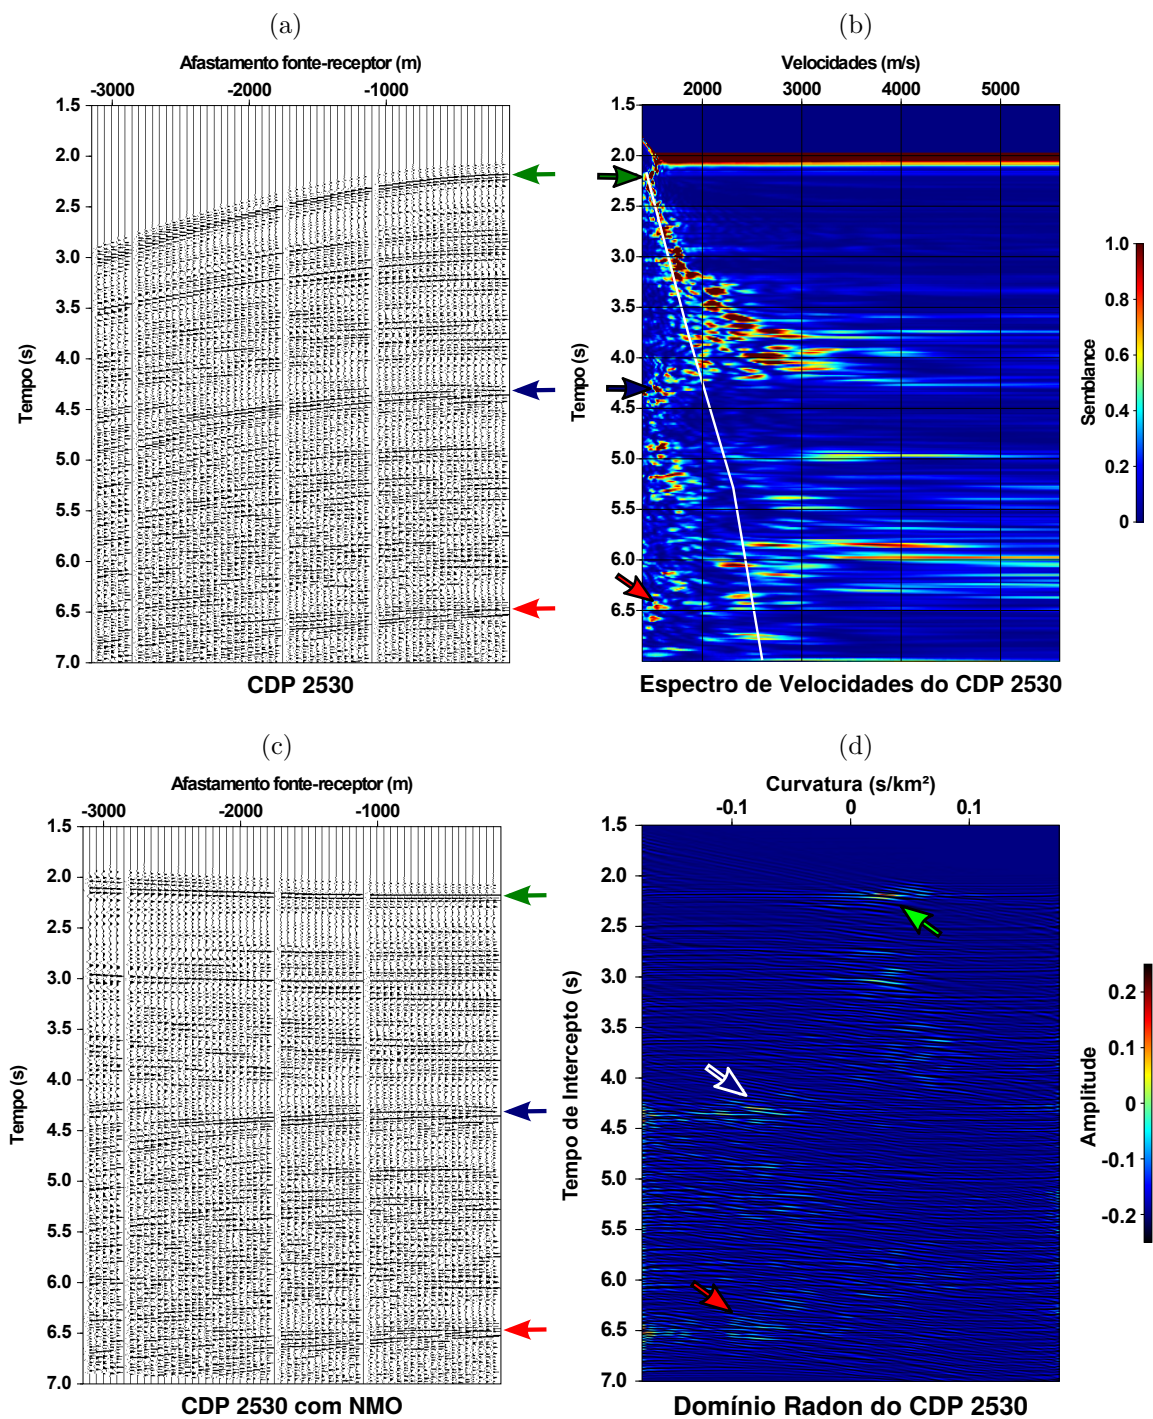 (a)
Afastamento fonte-receptor (m)
-3000 -2000 -1000
1.5
2.0
2.5
3.0
3.5
4.0
4.5
5.0
5.5
6.0
6.5
7.0
Tempo (s)
CDP 2530
(b)
Velocidades (m/s)
2000 3000 4000 5000
1.5
2.0
2.5
3.0
3.5
4.0
4.5
5.0
5.5
6.0
6.5
Tempo (s)
Espectro de Velocidades do CDP 2530
1.0
0.8
0.6
0.4
0.2
0
Semblance
(c)
Afastamento fonte-receptor (m)
-3000 -2000 -1000
1.5
2.0
2.5
3.0
3.5
4.0
4.5
5.0
5.5
6.0
6.5
7.0
Tempo (s)
CDP 2530 com NMO
(d)
Curvatura (s/km²)
-0.1 0 0.1
1.5
2.0
2.5
3.0
3.5
4.0
4.5
5.0
5.5
6.0
6.5
7.0
Tempo de Intercepto (s)
Domínio Radon do CDP 2530
0.2
0.1
0
-0.1
-0.2
Amplitude